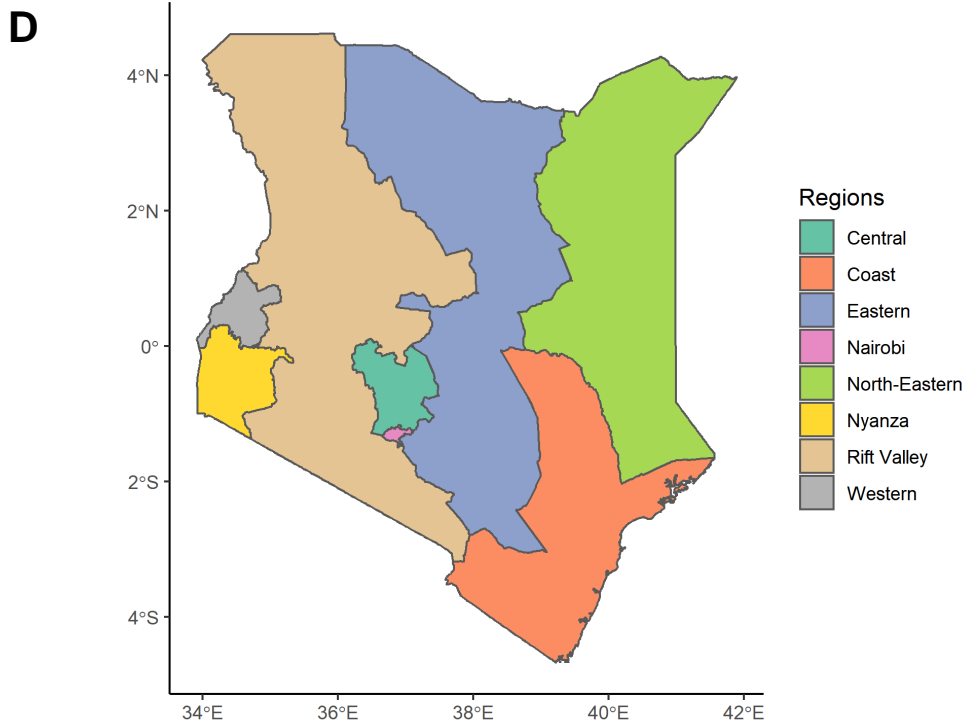 D
4°N
2°N
0°
2°S
4°S
34°E
36°E
38°E
40°E
42°E
Regions
Central
Coast
Eastern
Nairobi
North-Eastern
Nyanza
Rift Valley
Western